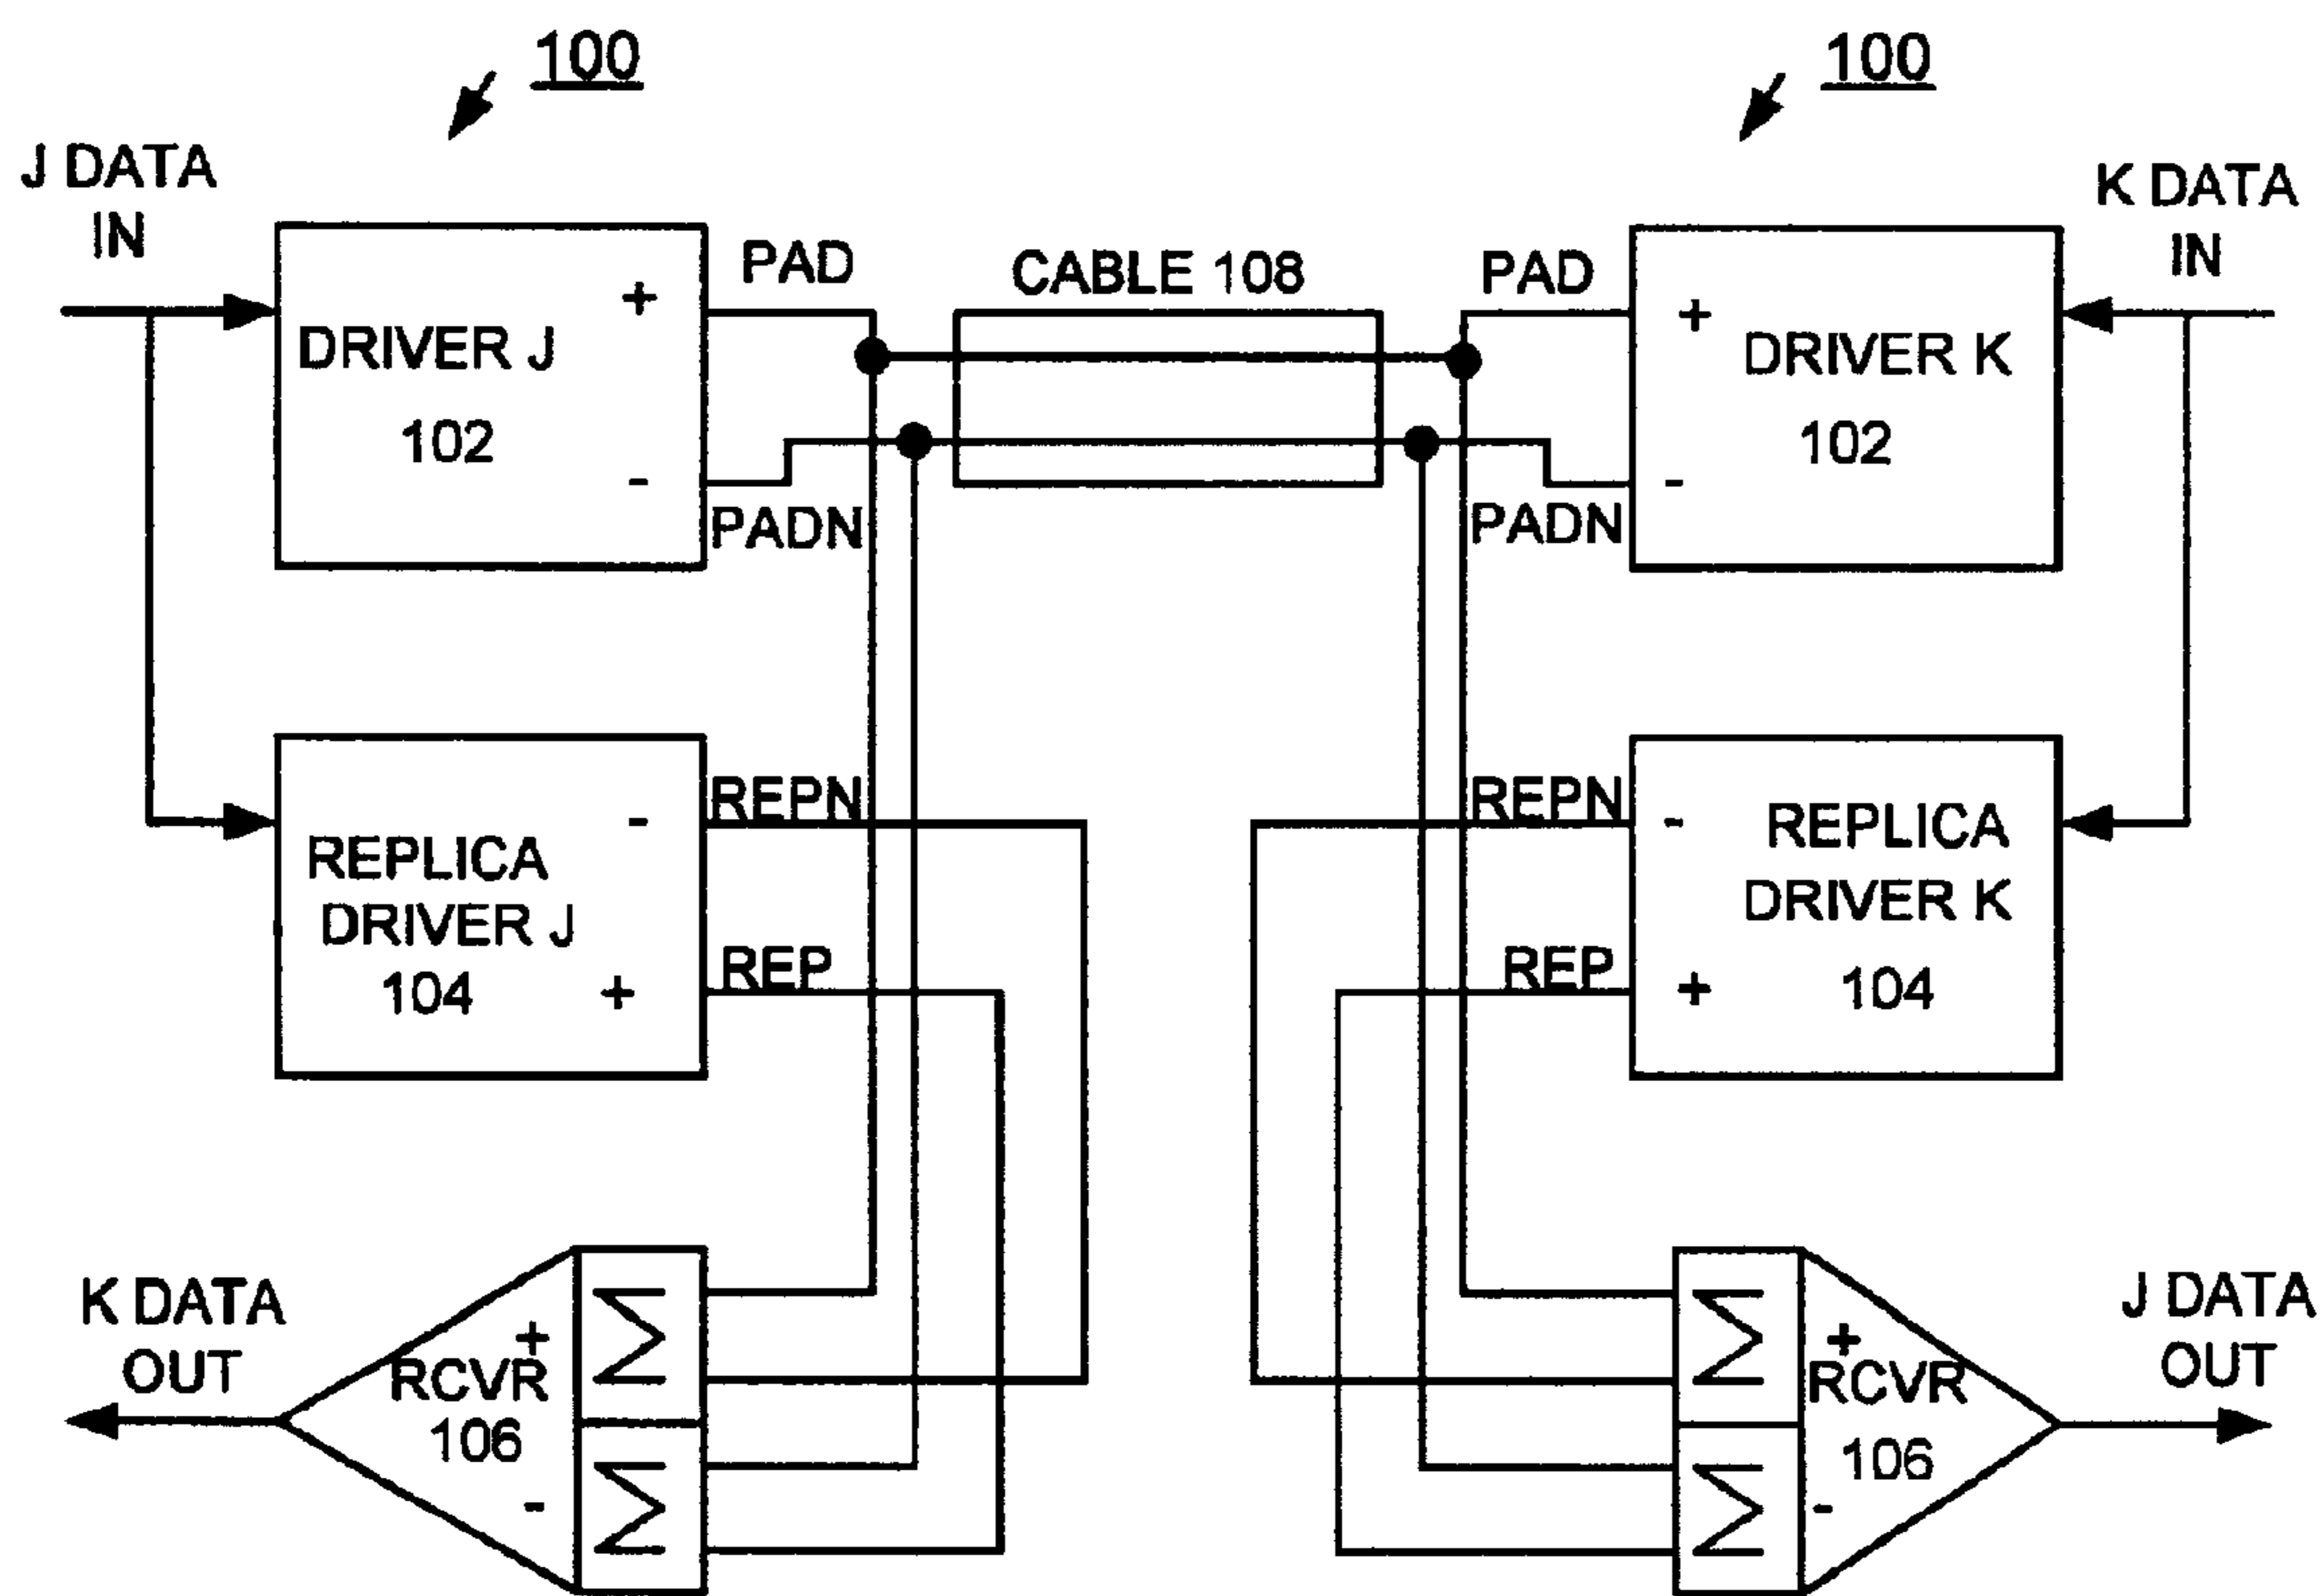 100
100
J DATA
IN
K DATA
IN
PAD
CABLE 108
PAD
+
DRIVER J
102
-
+
DRIVER K
102
-
PADN
PADN
REPN
REPN
-
REPLICA
DRIVER J
104
+
-
REPLICA
DRIVER K
104
+
REP
REP
K DATA
OUT
+
RCVR
106
-
Σ
Σ
Σ
Σ
+
RCVR
106
-
J DATA
OUT